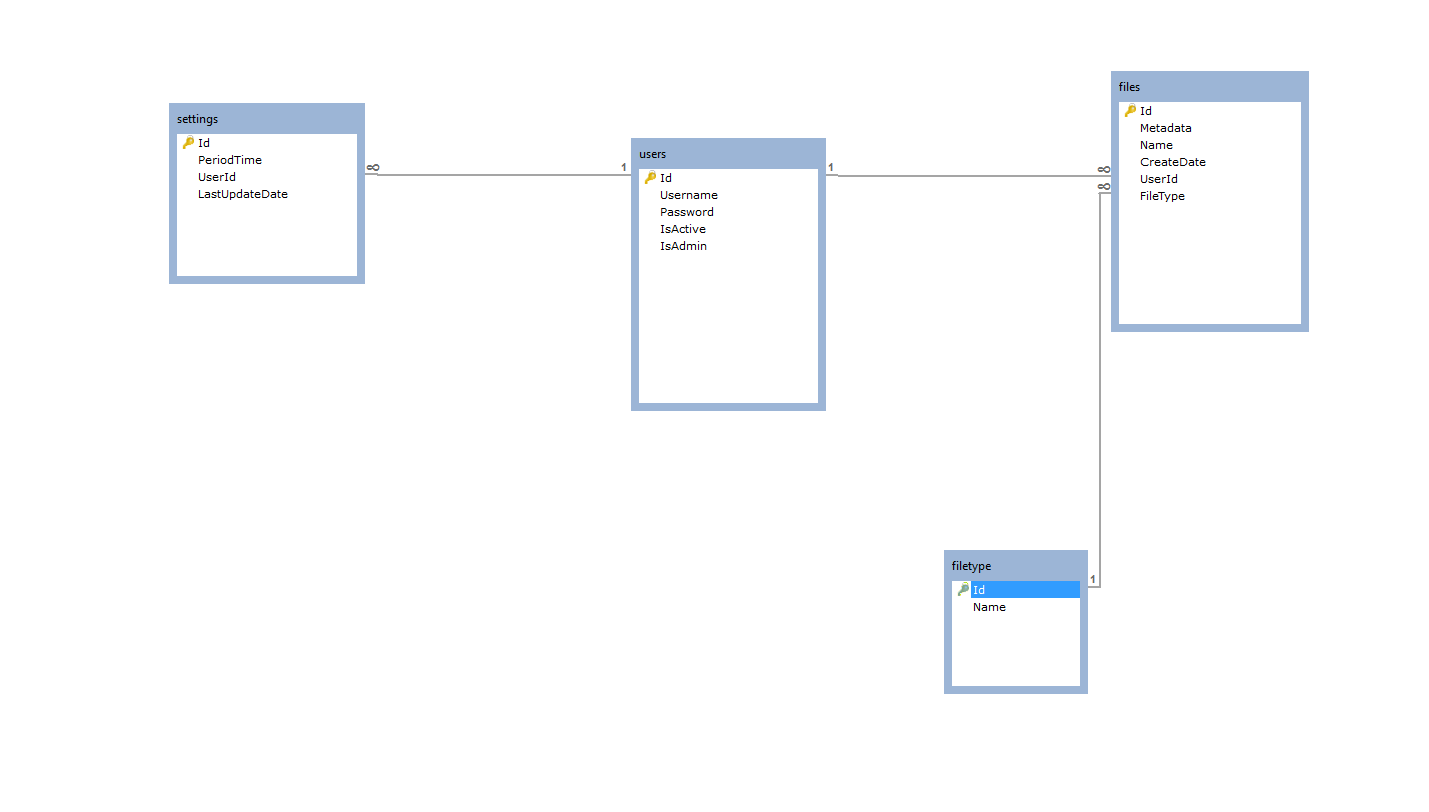 settings
Id
PeriodTime
UserId
LastUpdateDate
∞
1
users
Id
Username
Password
IsActive
IsAdmin
1
∞
∞
files
Id
Metadata
Name
CreateDate
UserId
FileType
filetype
Id
Name
1